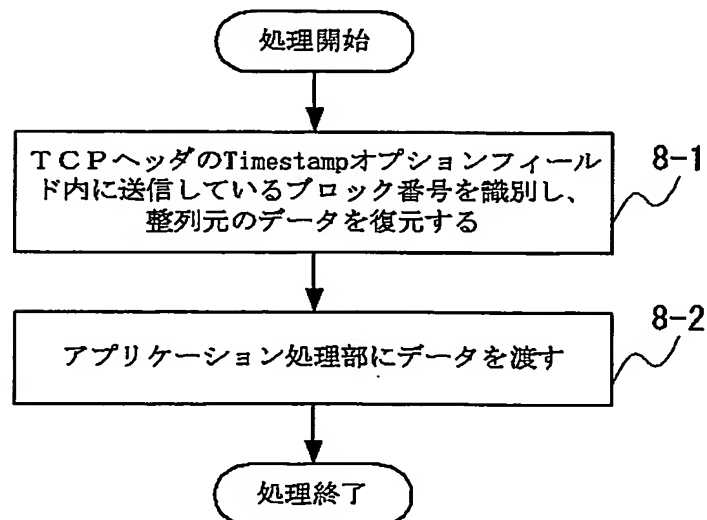 処理開始
TCPヘッダのTimestampオプションフィール
ド内に送信しているブロック番号を識別し、
整列元のデータを復元する
8-1
アプリケーション処理部にデータを渡す
8-2
処理終了